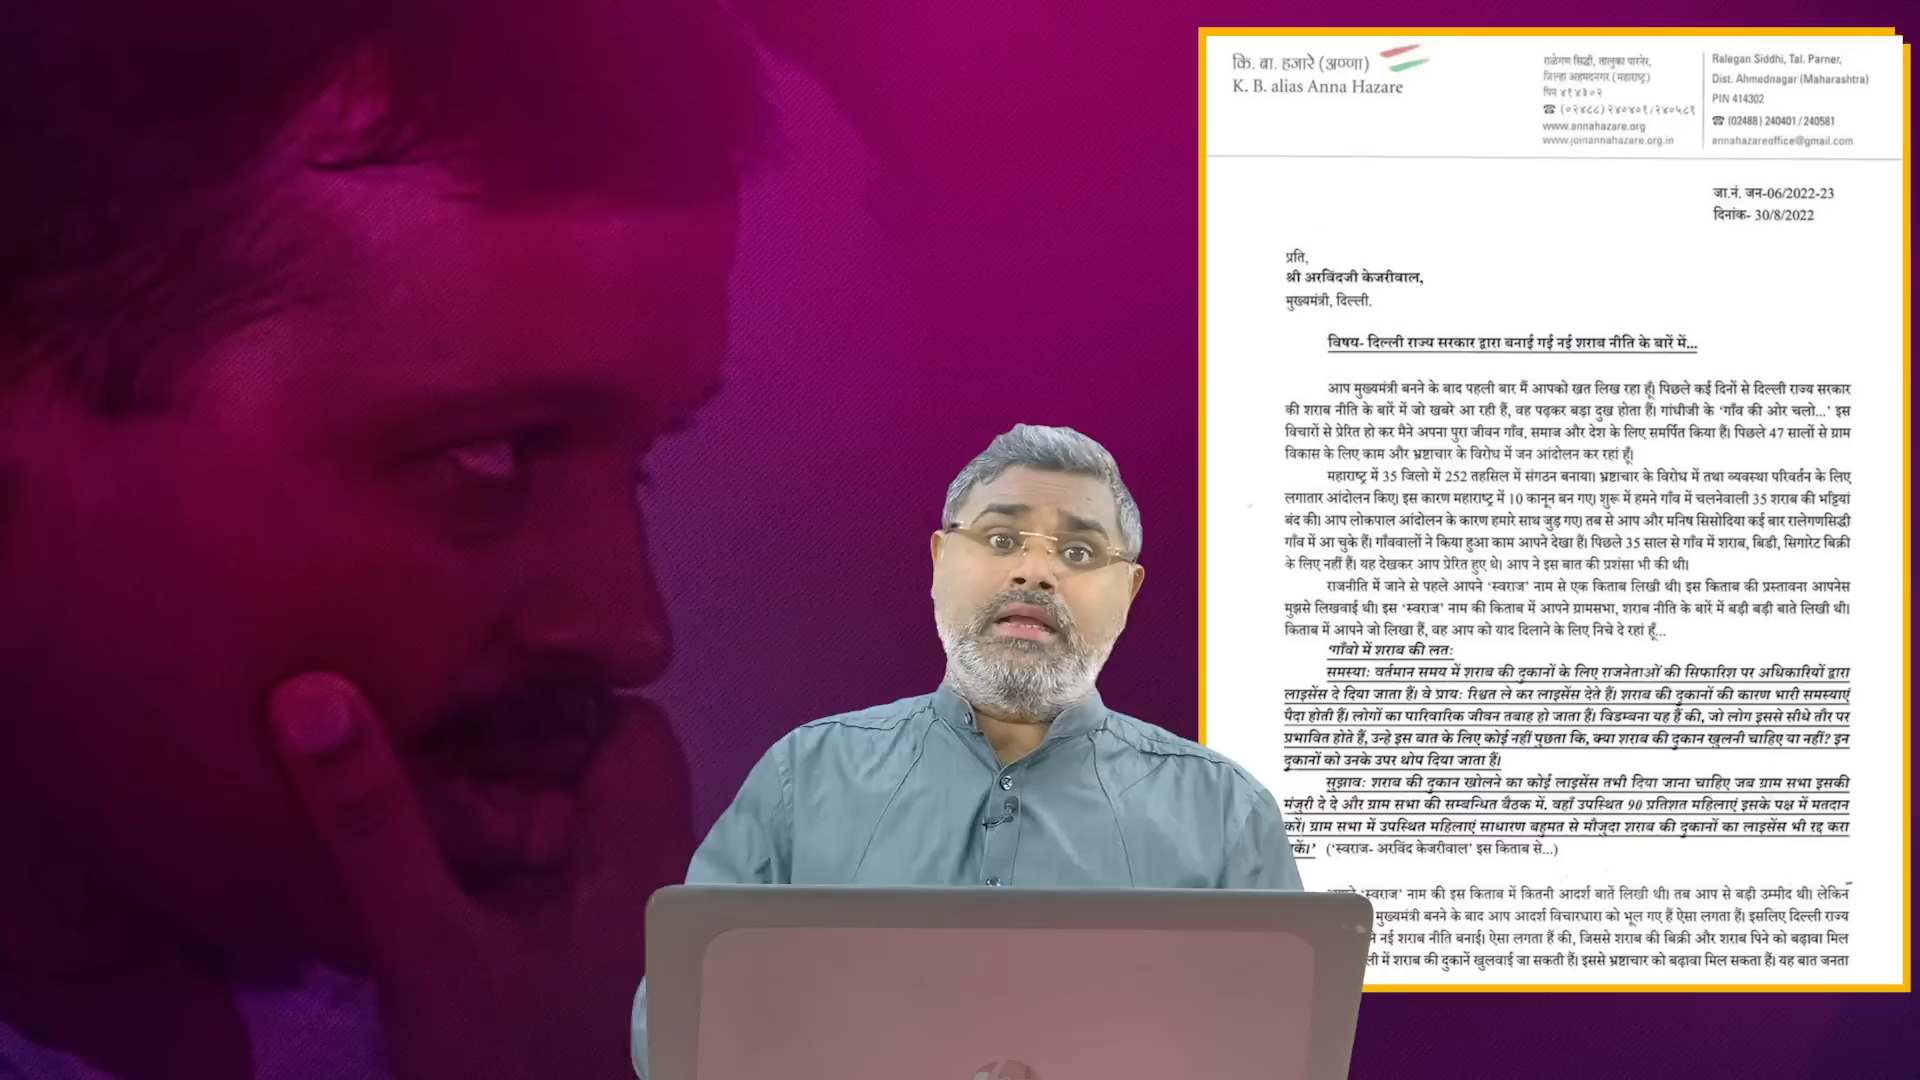 कि. बा. हजारे (अण्णा)
K. B. alias Anna Hazare
राळेगण सिद्धी, तालुका पारनेर,
जिल्हा अहमदनगर (महाराष्ट्र)
पिन ४१४३०२
☎ (०२४८८) २४०४०१/२४०५८१
www.annahazare.org
www.joinannahazare.org.in
Ralegan Siddhi, Tal. Parner,
Dist. Ahmednagar (Maharashtra)
PIN 414302
☎ (02488) 240401 / 240581
annahazareoffice@gmail.com
जा.नं. जन-06/2022-23
दिनांक- 30/8/2022
प्रति,
श्री अरविंदजी केजरीवाल,
मुख्यमंत्री, दिल्ली.
विषय- दिल्ली राज्य सरकार द्वारा बनाई गई नई शराब नीति के बारें में...
आप मुख्यमंत्री बनने के बाद पहली बार मैं आपको खत लिख रहा हूँ। पिछले कई दिनों से दिल्ली राज्य सरकार
की शराब नीति के बारें में जो खबरे आ रही हैं, वह पढ़कर बड़ा दुख होता हैं। गांधीजी के ‘गाँव की ओर चलो...’ इस
विचारों से प्रेरित हो कर मैने अपना पुरा जीवन गाँव, समाज और देश के लिए समर्पित किया हैं। पिछले 47 सालों से ग्राम
विकास के लिए काम और भ्रष्टाचार के विरोध में जन आंदोलन कर रहां हूँ।
महाराष्ट्र में 35 जिलो में 252 तहसिल में संगठन बनाया। भ्रष्टाचार के विरोध में तथा व्यवस्था परिवर्तन के लिए
लगातार आंदोलन किए। इस कारण महाराष्ट्र में 10 कानून बन गए। शुरू में हमने गाँव में चलनेवाली 35 शराब की भट्टियां
बंद की। आप लोकपाल आंदोलन के कारण हमारे साथ जुड़ गए। तब से आप और मनिष सिसोदिया कई बार रालेगणसिद्धी
गाँव में आ चुके हैं। गाँववालों ने किया हुआ काम आपने देखा हैं। पिछले 35 साल से गाँव में शराब, बिडी, सिगारेट बिक्री
के लिए नहीं हैं। यह देखकर आप प्रेरित हुए थे। आप ने इस बात की प्रशंसा भी की थी।
राजनीति में जाने से पहले आपने ‘स्वराज’ नाम से एक किताब लिखी थी। इस किताब की प्रस्तावना आपनेस
मुझसे लिखवाई थी। इस ‘स्वराज’ नाम की किताब में आपने ग्रामसभा, शराब नीति के बारें में बड़ी बड़ी बाते लिखी थी।
किताब में आपने जो लिखा हैं, वह आप को याद दिलाने के लिए निचे दे रहां हूँ...
‘गाँवो में शराब की लतः
समस्याः वर्तमान समय में शराब की दुकानों के लिए राजनेताओं की सिफारिश पर अधिकारियों द्वारा
लाइसेंस दे दिया जाता हैं। वे प्रायः रिश्वत ले कर लाइसेंस देते हैं। शराब की दुकानों की कारण भारी समस्याएं
पैदा होती हैं। लोगों का पारिवारिक जीवन तबाह हो जाता हैं। विडम्बना यह हैं की, जो लोग इससे सीधे तौर पर
प्रभावित होते हैं, उन्हे इस बात के लिए कोई नहीं पुछता कि, क्या शराब की दुकान खुलनी चाहिए या नहीं? इन
दुकानों को उनके उपर थोप दिया जाता हैं।
सुझावः शराब की दुकान खोलने का कोई लाइसेंस तभी दिया जाना चाहिए जब ग्राम सभा इसकी
मंजुरी दे दे और ग्राम सभा की सम्बन्धित बैठक में. वहाँ उपस्थित 90 प्रतिशत महिलाएं इसके पक्ष में मतदान
करें। ग्राम सभा में उपस्थित महिलाएं साधारण बहुमत से मौजुदा शराब की दुकानों का लाइसेंस भी रद्द करा
कें।’ (‘स्वराज- अरविंद केजरीवाल’ इस किताब से...)
‘स्वराज’ नाम की इस किताब में कितनी आदर्श बातें लिखी थी। तब आप से बड़ी उम्मीद थी। लेकिन
मुख्यमंत्री बनने के बाद आप आदर्श विचारधारा को भूल गए हैं ऐसा लगता हैं। इसलिए दिल्ली राज्य
नई शराब नीति बनाई। ऐसा लगता हैं की, जिससे शराब की बिक्री और शराब पिने को बढ़ावा मिल
में शराब की दुकानें खुलवाई जा सकती हैं। इससे भ्रष्टाचार को बढ़ावा मिल सकता हैं। यह बात जनता